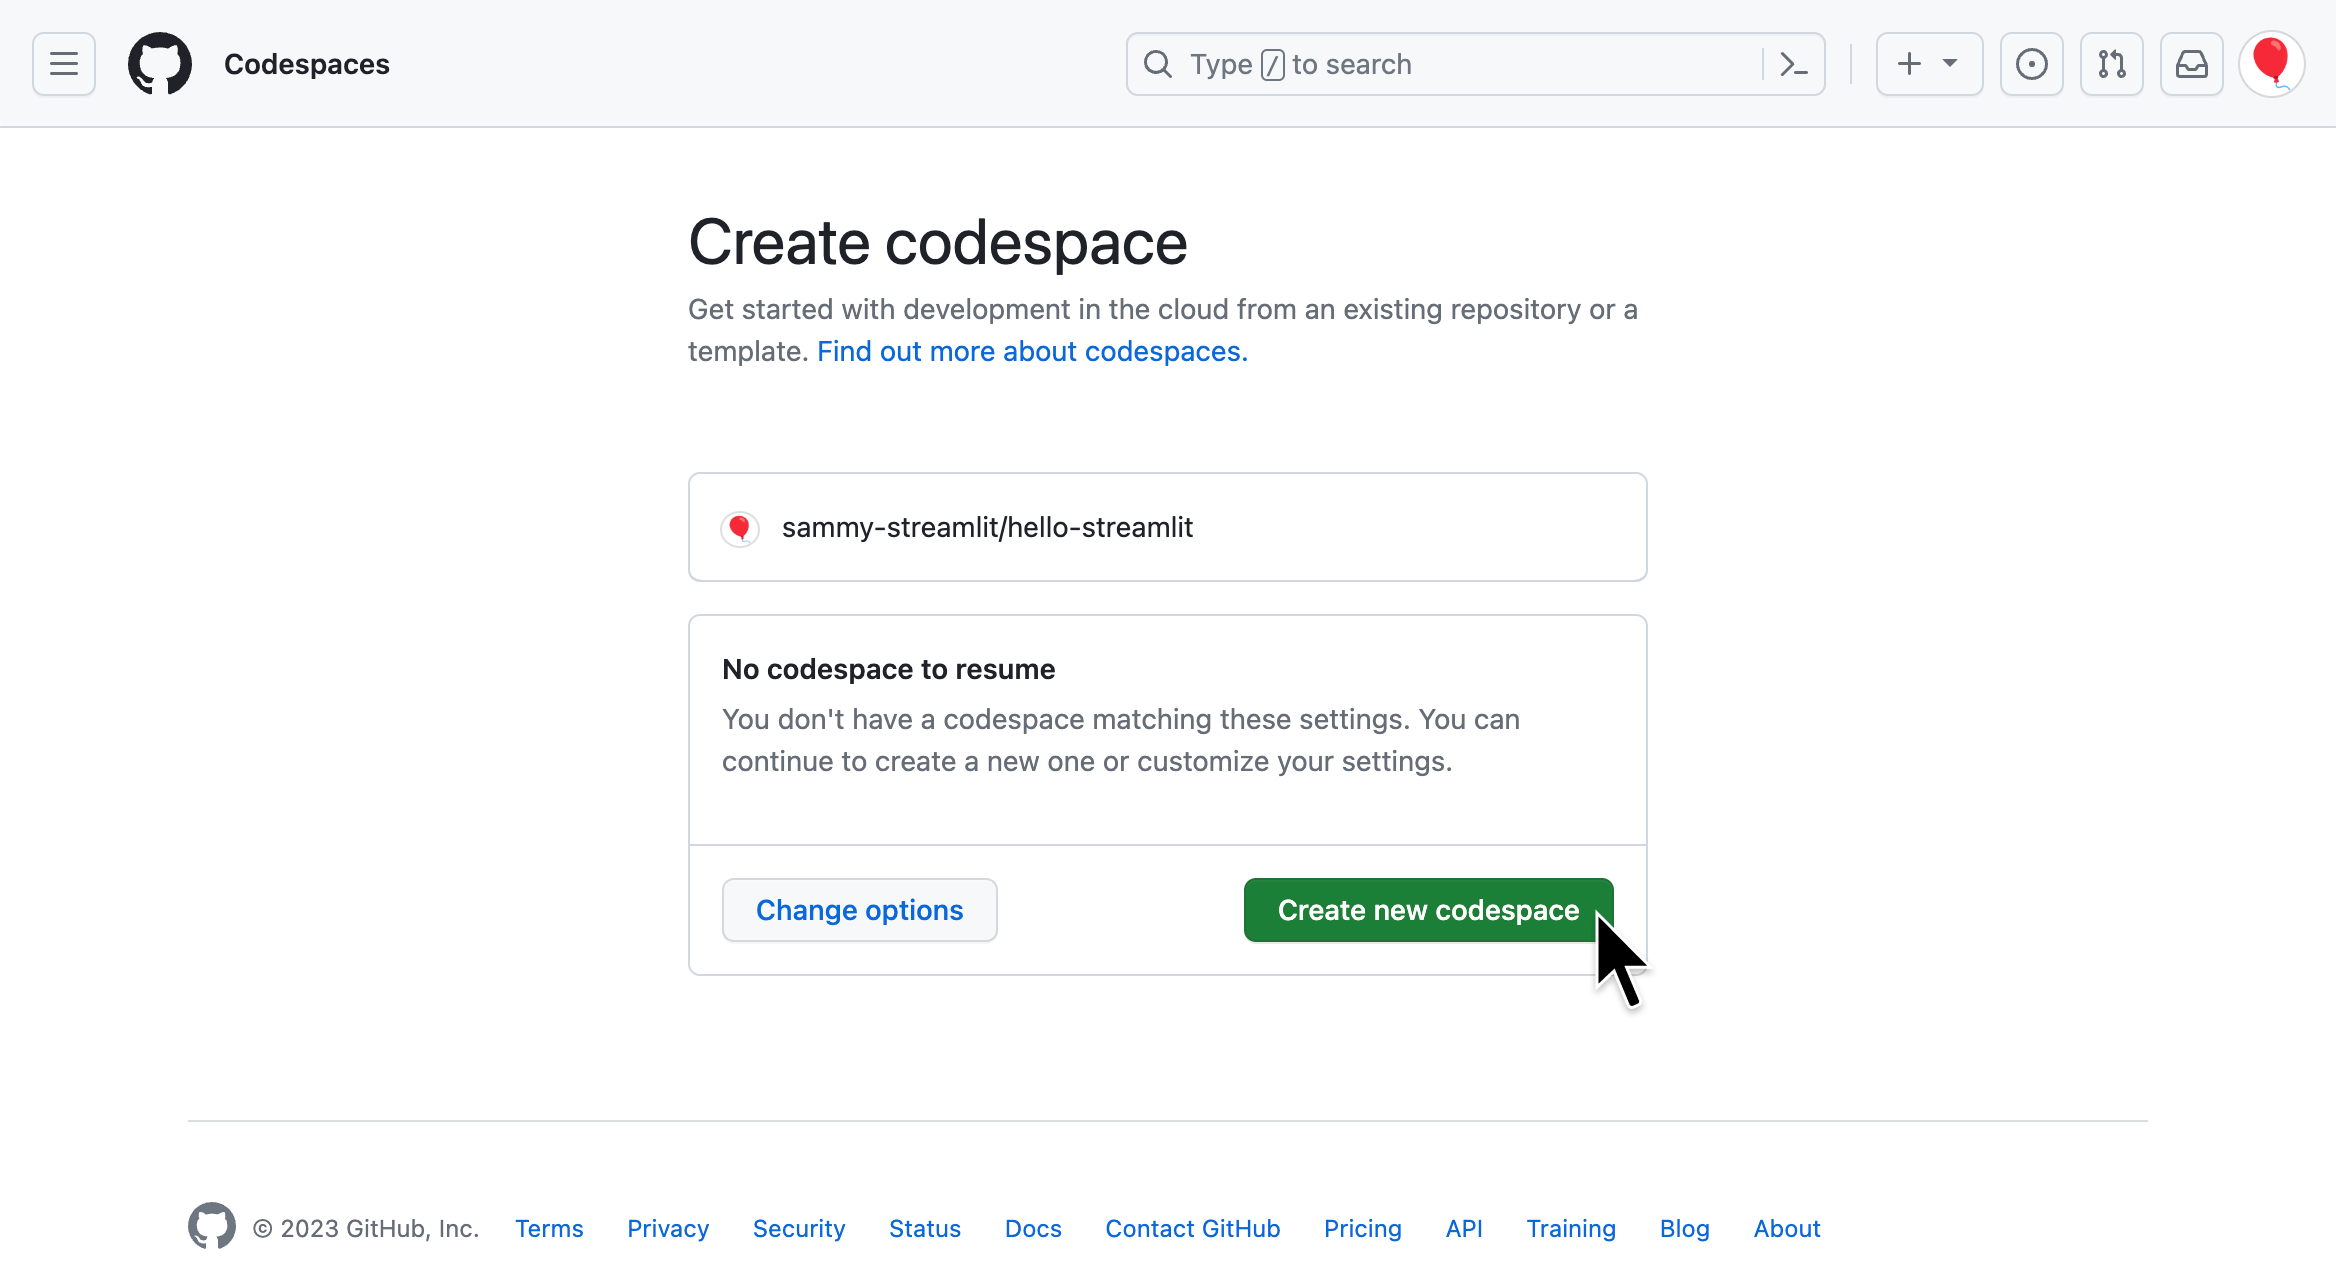 Codespaces
Type / to search
Create codespace
Get started with development in the cloud from an existing repository or a
template. Find out more about codespaces.
sammy-streamlit/hello-streamlit
No codespace to resume
You don't have a codespace matching these settings. You can
continue to create a new one or customize your settings.
Change options
Create new codespace
© 2023 GitHub, Inc. Terms Privacy Security Status Docs Contact GitHub Pricing API Training Blog About